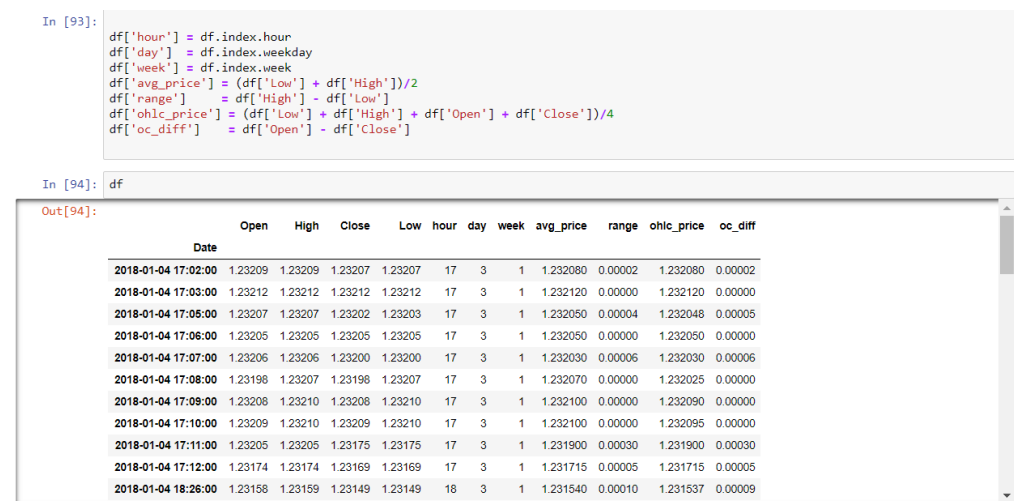 In [93]:
df['hour'] = df.index.hour
df['day']  = df.index.weekday
df['week'] = df.index.week
df['avg_price'] = (df['Low'] + df['High'])/2
df['range']     = df['High'] - df['Low']
df['ohlc_price'] = (df['Low'] + df['High'] + df['Open'] + df['Close'])/4
df['oc_diff']    = df['Open'] - df['Close']
In [94]: df
Out[94]:
Open High Close Low hour day week avg_price range ohlc_price oc_diff
Date
2018-01-04 17:02:00 1.23209 1.23209 1.23207 1.23207 17 3 1 1.232080 0.00002 1.232080 0.00002
2018-01-04 17:03:00 1.23212 1.23212 1.23212 1.23212 17 3 1 1.232120 0.00000 1.232120 0.00000
2018-01-04 17:05:00 1.23207 1.23207 1.23202 1.23203 17 3 1 1.232050 0.00004 1.232048 0.00005
2018-01-04 17:06:00 1.23205 1.23205 1.23205 1.23205 17 3 1 1.232050 0.00000 1.232050 0.00000
2018-01-04 17:07:00 1.23206 1.23206 1.23200 1.23200 17 3 1 1.232030 0.00006 1.232030 0.00006
2018-01-04 17:08:00 1.23198 1.23207 1.23198 1.23207 17 3 1 1.232070 0.00000 1.232025 0.00000
2018-01-04 17:09:00 1.23208 1.23210 1.23208 1.23210 17 3 1 1.232100 0.00000 1.232090 0.00000
2018-01-04 17:10:00 1.23209 1.23210 1.23209 1.23210 17 3 1 1.232100 0.00000 1.232095 0.00000
2018-01-04 17:11:00 1.23205 1.23205 1.23175 1.23175 17 3 1 1.231900 0.00030 1.231900 0.00030
2018-01-04 17:12:00 1.23174 1.23174 1.23169 1.23169 17 3 1 1.231715 0.00005 1.231715 0.00005
2018-01-04 18:26:00 1.23158 1.23159 1.23149 1.23149 18 3 1 1.231540 0.00010 1.231537 0.00009